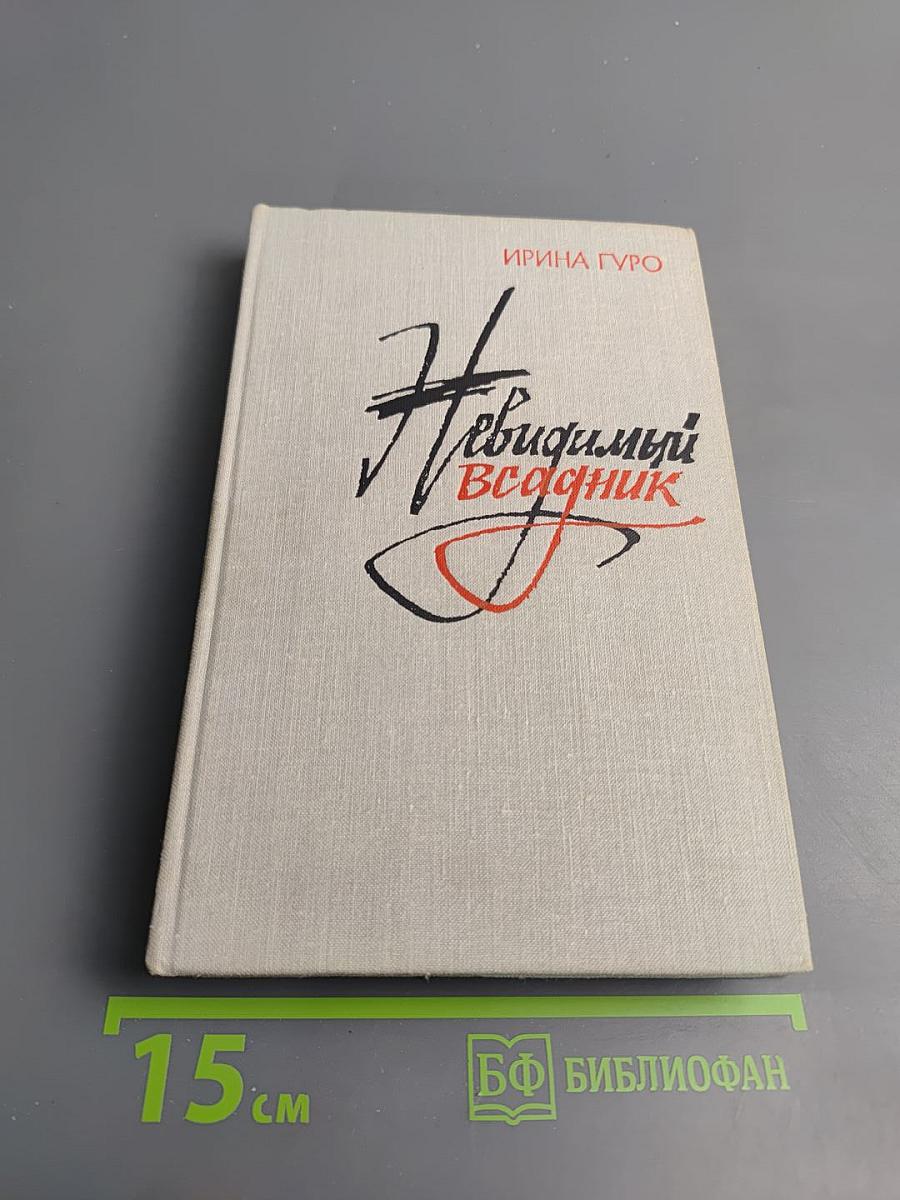 ИРИНА ГУРО
Невидимый
всадник
15 см
БФ БИБЛИОФАН